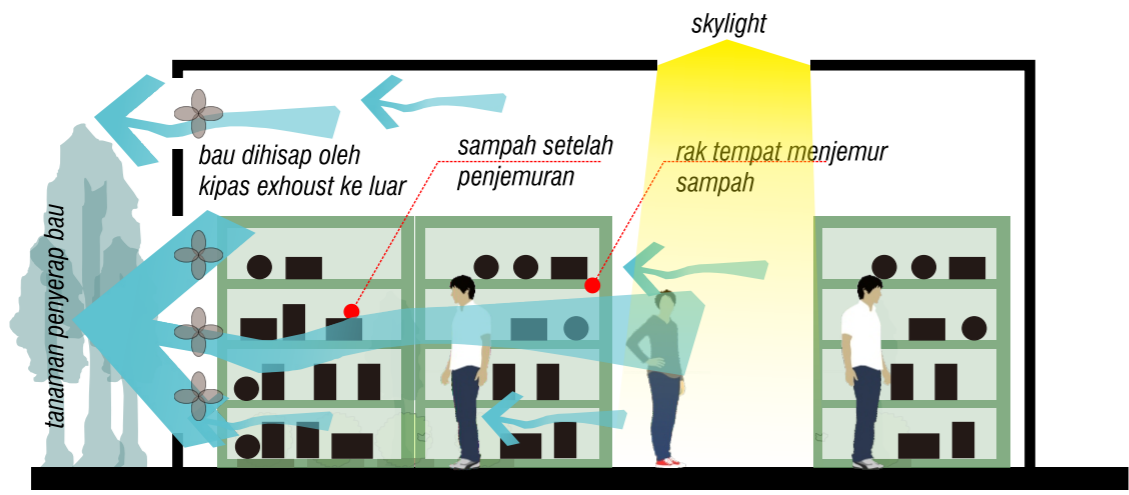 skylight
bau dihisap oleh
kipas exhoust ke luar
sampah setelah
penjemuran
rak tempat menjemur
sampah
tanaman penyerap bau